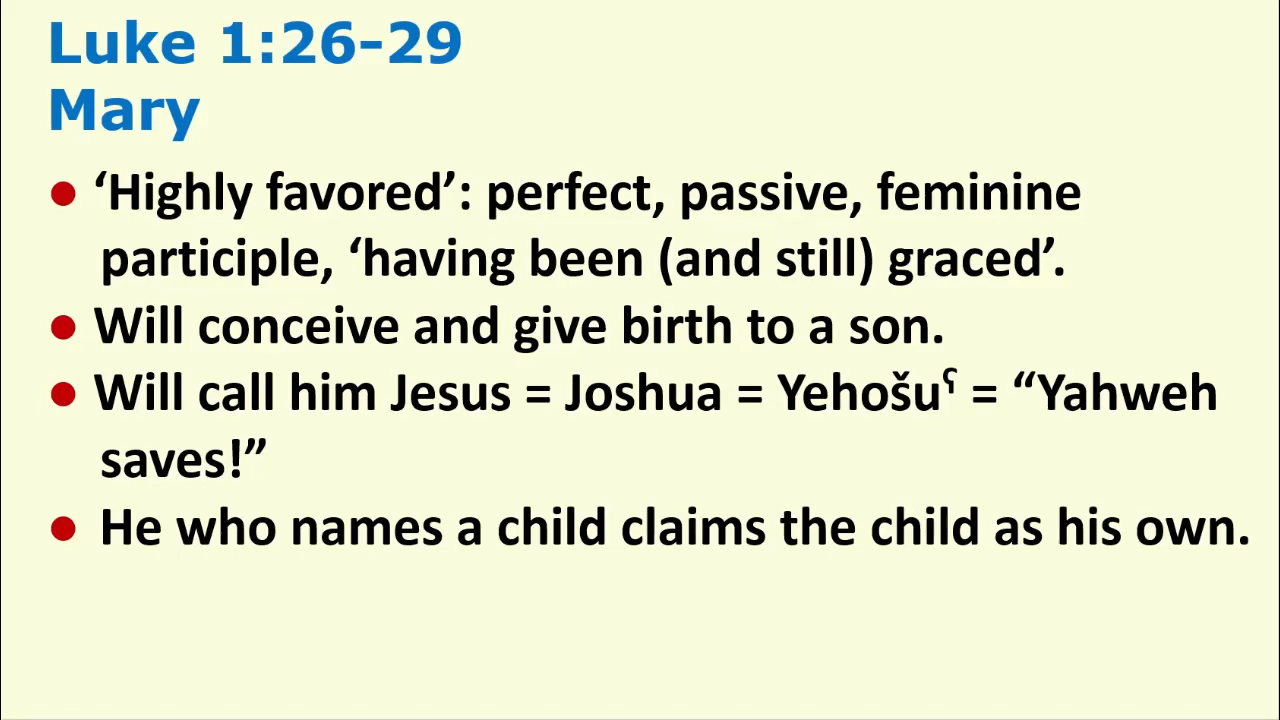 Luke 1:26-29
Mary
● ‘Highly favored’: perfect, passive, feminine
participle, ‘having been (and still) graced’.
● Will conceive and give birth to a son.
● Will call him Jesus = Joshua = Yehošuˤ = “Yahweh
saves!”
● He who names a child claims the child as his own.